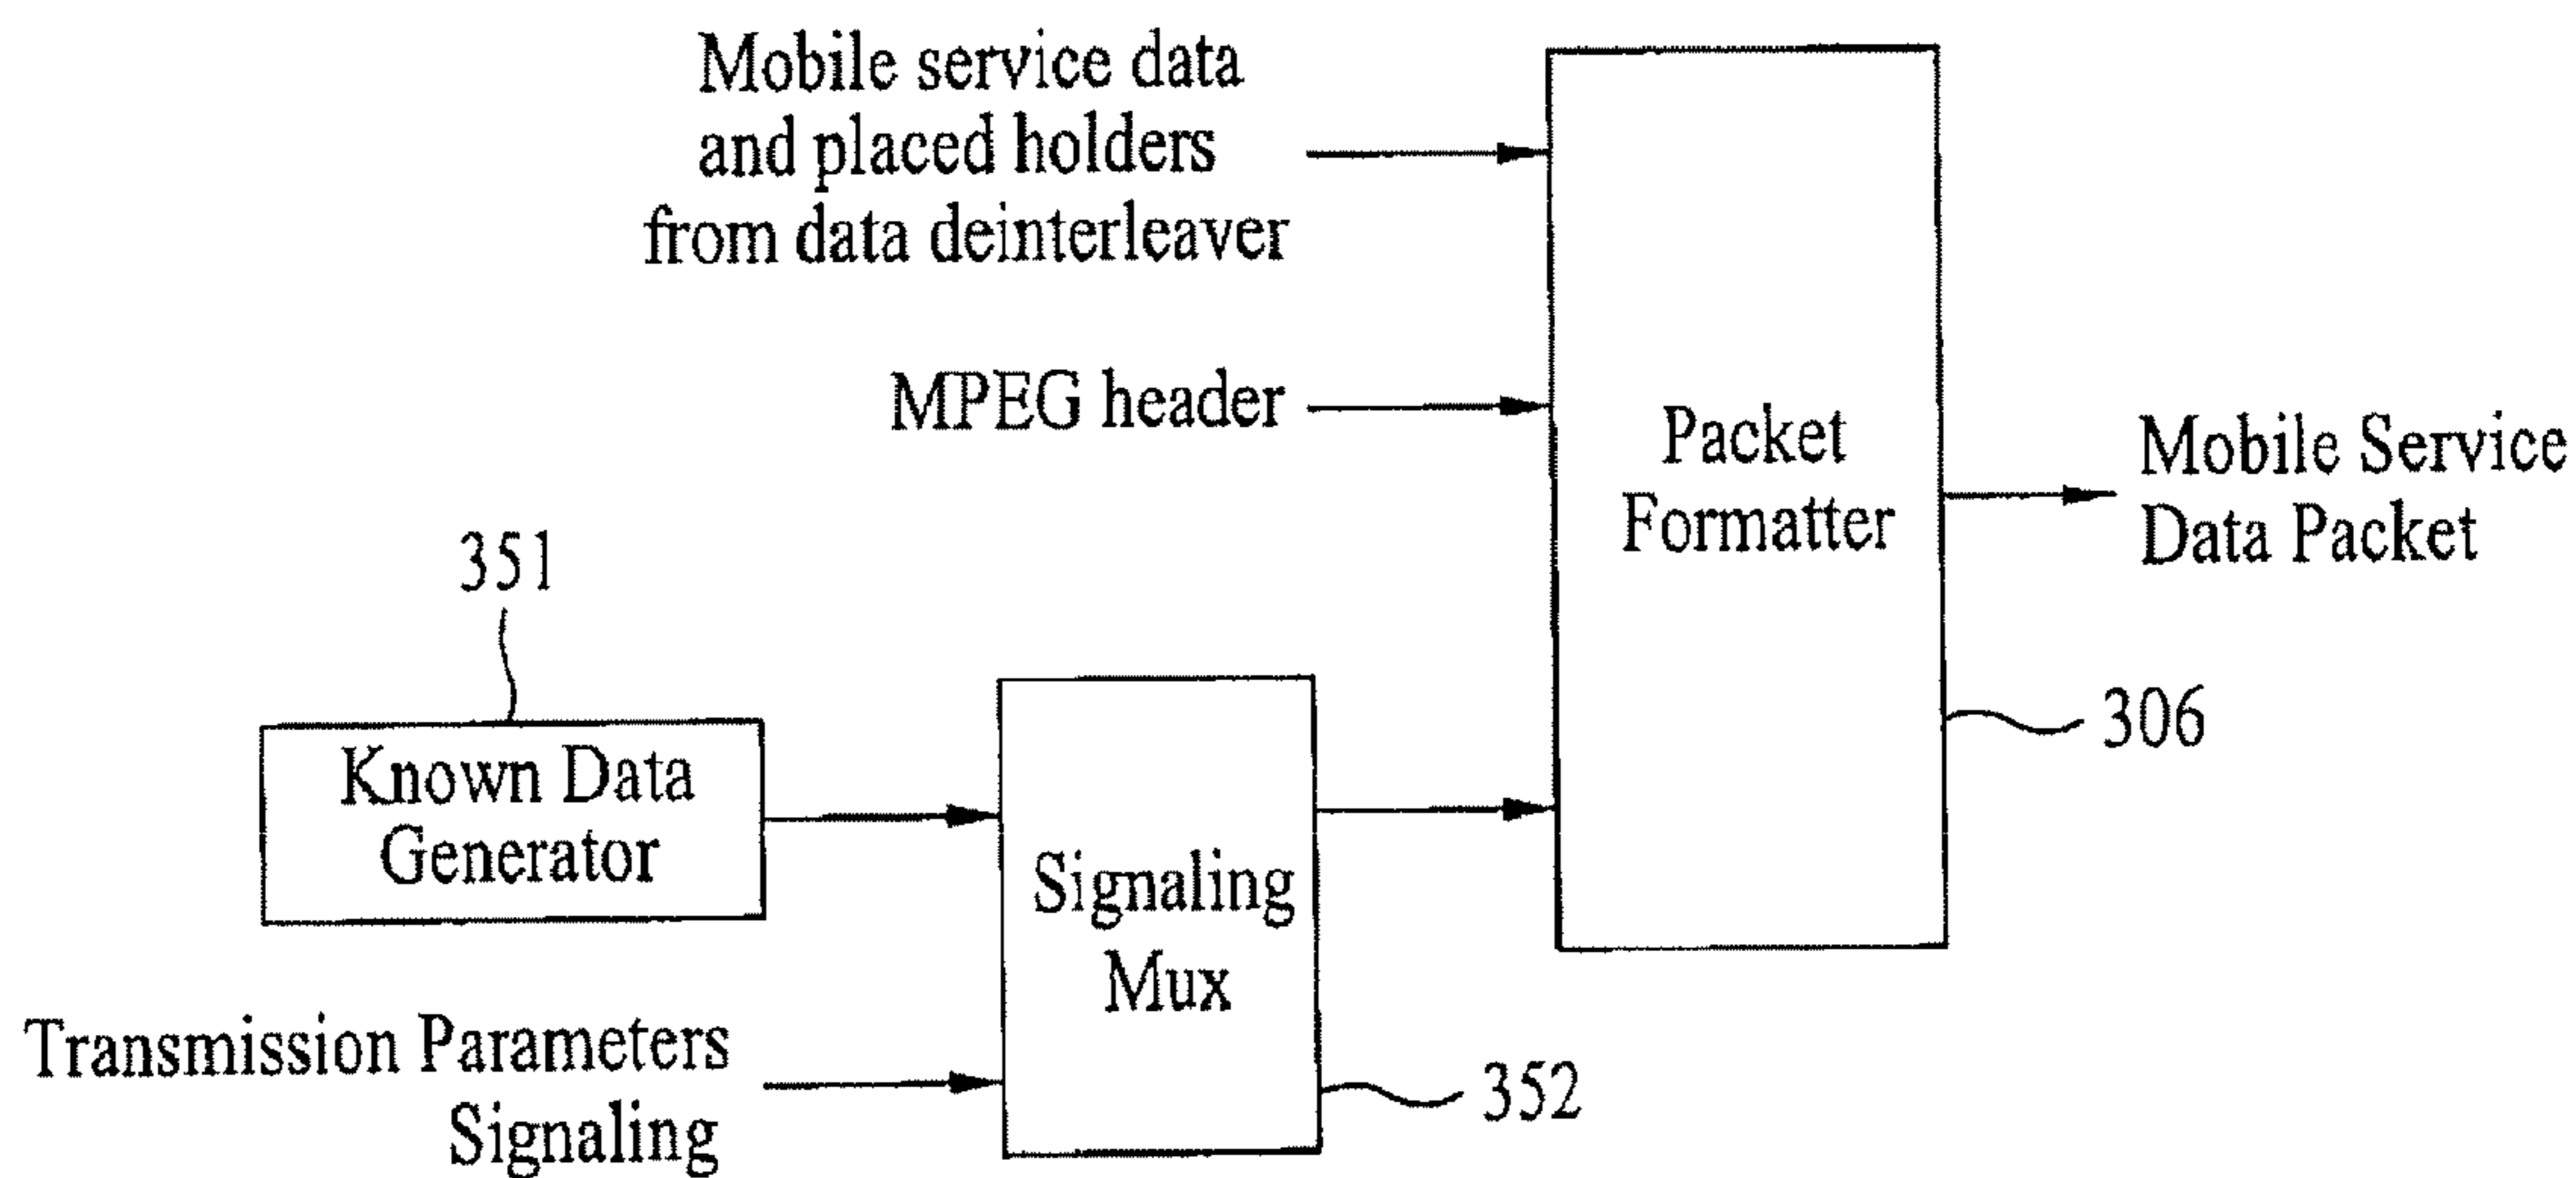 Mobile service data
and placed holders
from data deinterleaver
MPEG header
Packet
Formatter
Mobile Service
Data Packet
351
306
Known Data
Generator
Signaling
Mux
Transmission Parameters
Signaling
352